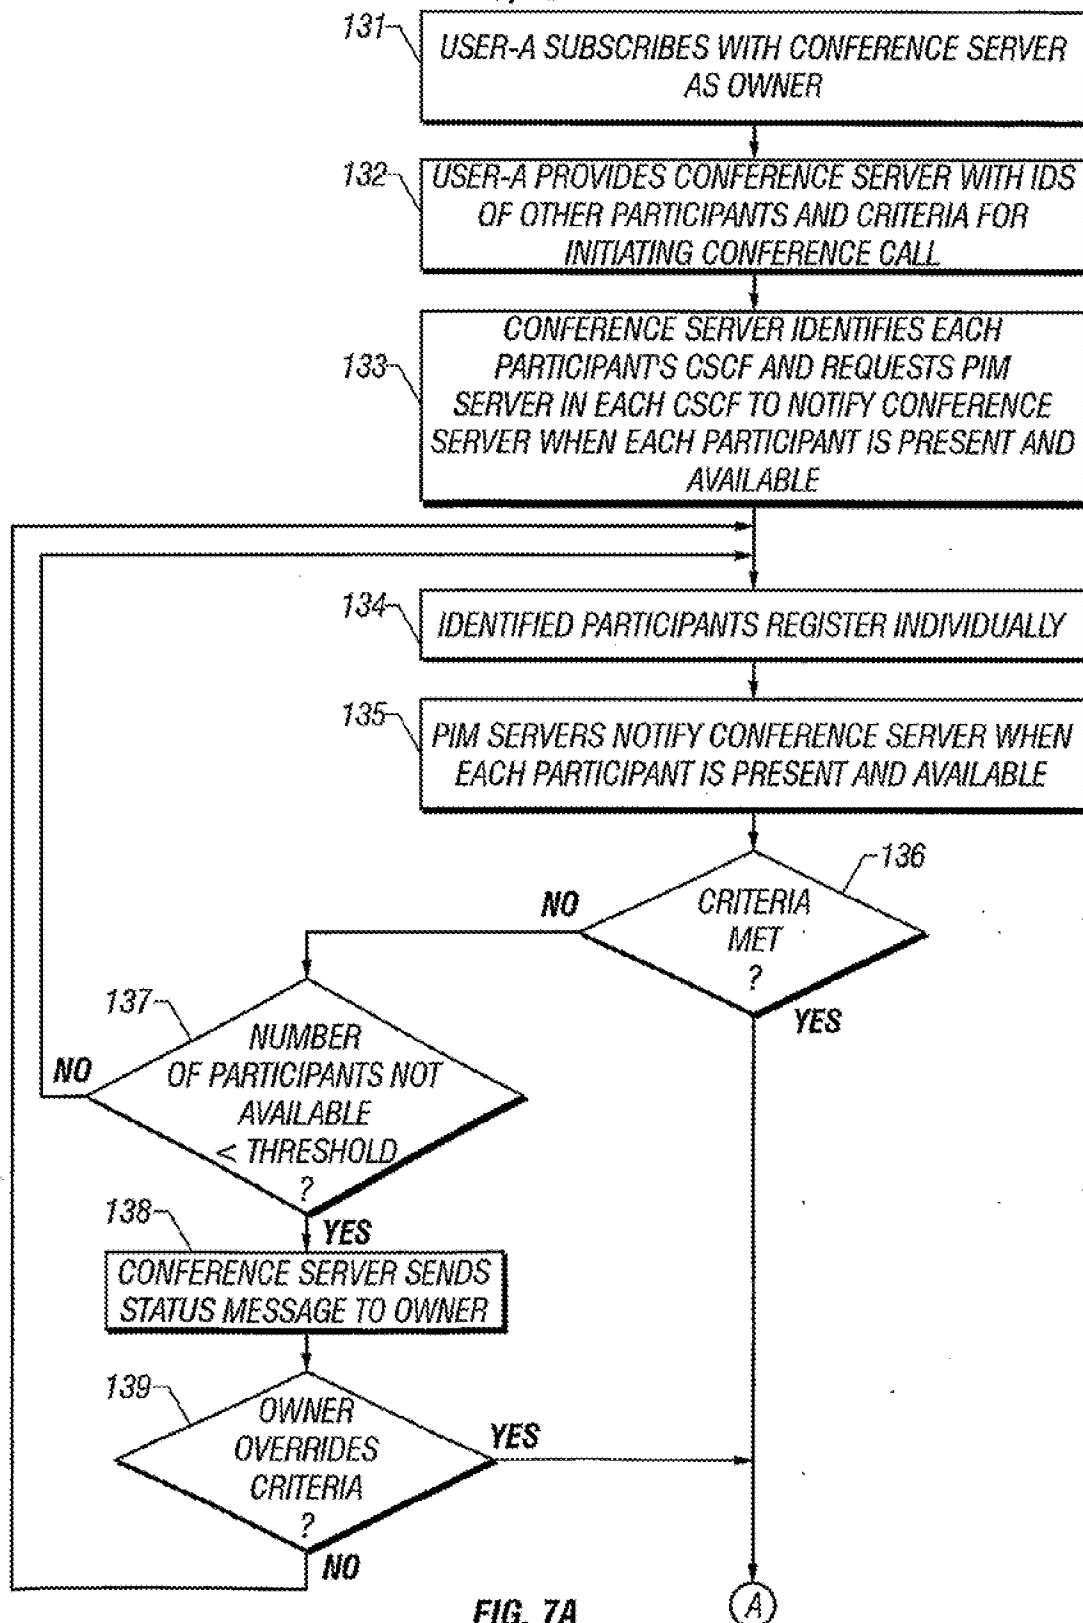 131
USER-A SUBSCRIBES WITH CONFERENCE SERVER
AS OWNER
132
USER-A PROVIDES CONFERENCE SERVER WITH IDS
OF OTHER PARTICIPANTS AND CRITERIA FOR
INITIATING CONFERENCE CALL
133
CONFERENCE SERVER IDENTIFIES EACH
PARTICIPANT'S CSCF AND REQUESTS PIM
SERVER IN EACH CSCF TO NOTIFY CONFERENCE
SERVER WHEN EACH PARTICIPANT IS PRESENT AND
AVAILABLE
134
IDENTIFIED PARTICIPANTS REGISTER INDIVIDUALLY
135
PIM SERVERS NOTIFY CONFERENCE SERVER WHEN
EACH PARTICIPANT IS PRESENT AND AVAILABLE
136
CRITERIA
MET
?
NO
YES
137
NUMBER
OF PARTICIPANTS NOT
AVAILABLE
< THRESHOLD
?
NO
YES
138
CONFERENCE SERVER SENDS
STATUS MESSAGE TO OWNER
139
OWNER
OVERRIDES
CRITERIA
?
YES
NO
A
FIG. 7A